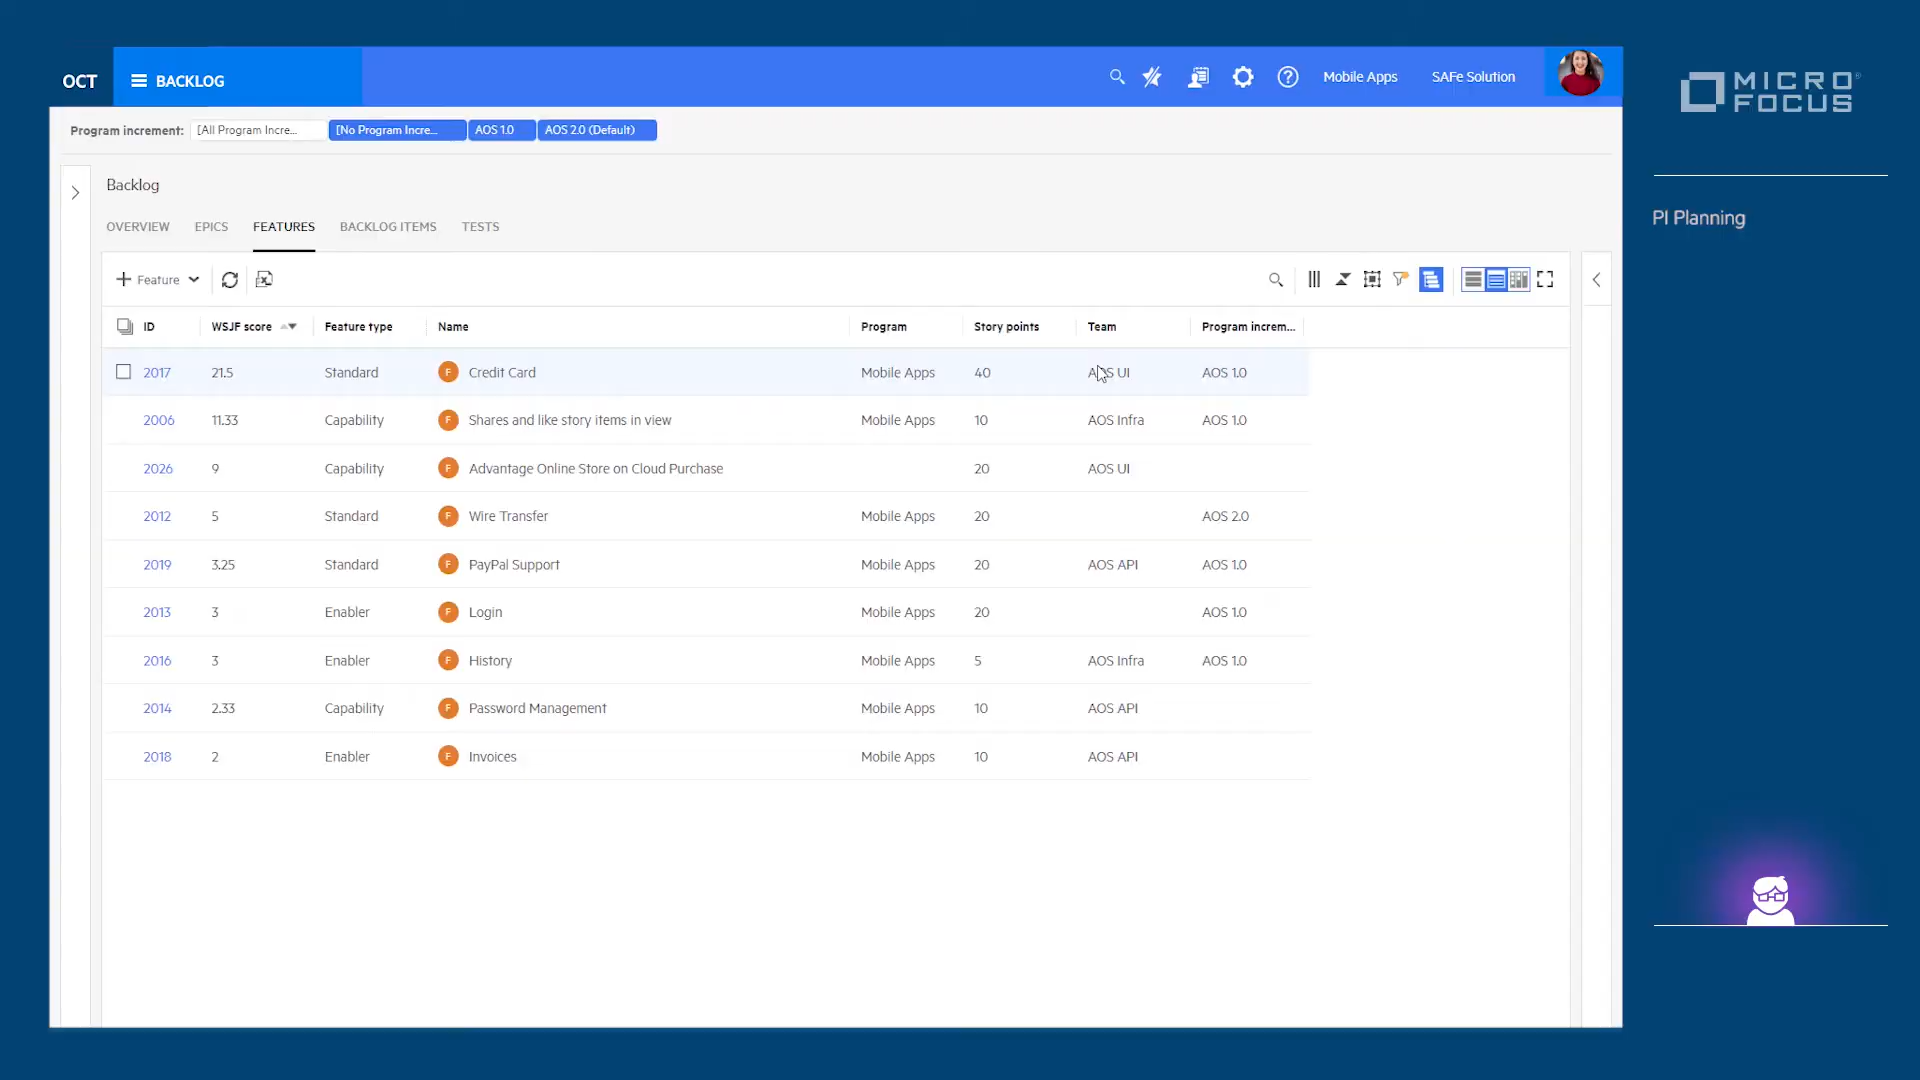 OCT BACKLOG Mobile Apps SAFe Solution
MICRO FOCUS
Program increment: [All Program Incre... [No Program Incre... AOS 1.0 AOS 2.0 (Default)
Backlog
PI Planning
OVERVIEW EPICS FEATURES BACKLOG ITEMS TESTS
Feature
ID WSJF score Feature type Name Program Story points Team Program increm...
2017 21.5 Standard F Credit Card Mobile Apps 40 AOS UI AOS 1.0
2006 11.33 Capability F Shares and like story items in view Mobile Apps 10 AOS Infra AOS 1.0
2026 9 Capability F Advantage Online Store on Cloud Purchase 20 AOS UI
2012 5 Standard F Wire Transfer Mobile Apps 20 AOS 2.0
2019 3.25 Standard F PayPal Support Mobile Apps 20 AOS API AOS 1.0
2013 3 Enabler F Login Mobile Apps 20 AOS 1.0
2016 3 Enabler F History Mobile Apps 5 AOS Infra AOS 1.0
2014 2.33 Capability F Password Management Mobile Apps 10 AOS API
2018 2 Enabler F Invoices Mobile Apps 10 AOS API